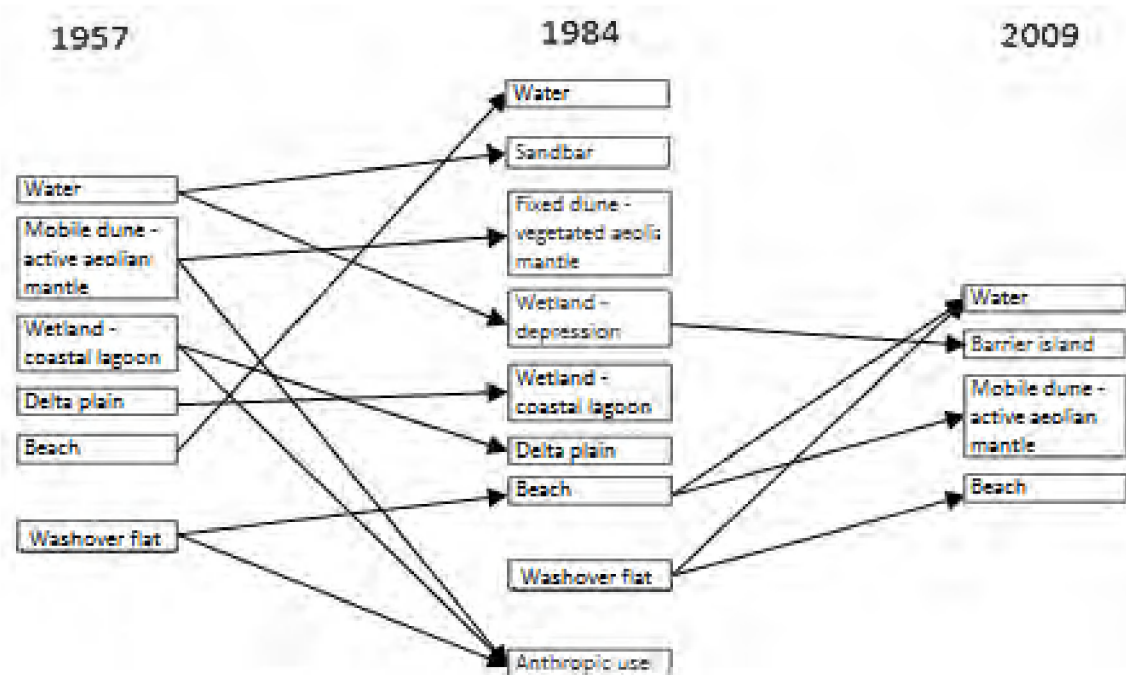 1957
1984
2009
Water
Mobile dune -
active aeolian
mantle
Wetland -
coastal lagoon
Delta plain
Beach
Washover flat
Water
Sandbar
Fixed dune -
vegetated aeolis
mantle
Wetland -
depression
Wetland -
coastal lagoon
Delta plain
Beach
Washover flat
Anthropic use
Water
Barrier island
Mobile dune -
active aeolian
mantle
Beach